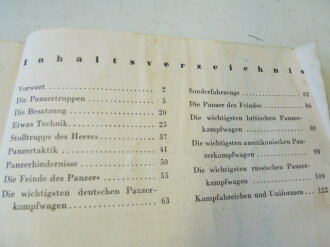 Inhaltsverzeichnis
Vorwort . . . . . . . . 2
Die Panzertruppen . . . . 5
Die Besatzung . . . . . . 20
Etwas Technik . . . . . . 25
Stoßtruppe des Heeres . . . 37
Panzertaktik . . . . . . 41
Panzerhindernisse . . . . 50
Die Feinde des Panzers . . . 55
Die wichtigsten deutschen Panzer-
kampfwagen . . . . . . 63
Sonderfahrzeuge . . . . . 82
Die Panzer des Feindes . . . 86
Die wichtigsten britischen Panzer-
kampfwagen . . . . . . 89
Die wichtigsten amerikanischen Pan-
zerkampfwagen . . . . . 99
Die wichtigsten russischen Panzer-
kampfwagen . . . . . . 109
Kampfabzeichen und Uniformen . 122